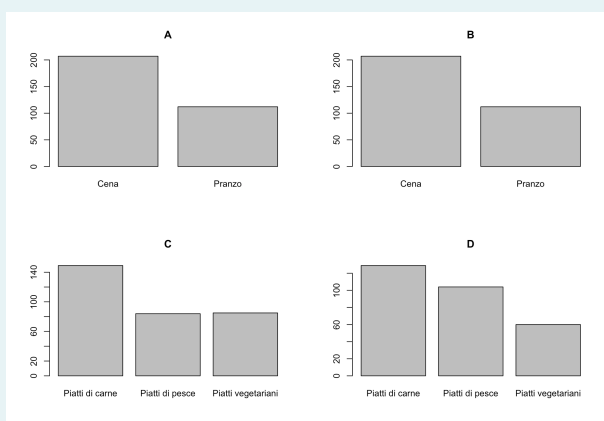 A
200
150
100
50
0
Cena
Pranzo
B
200
150
100
50
0
Cena
Pranzo
C
140
100
60
20
0
Piatti di carne
Piatti di pesce
Piatti vegetariani
D
100
60
20
0
Piatti di carne
Piatti di pesce
Piatti vegetariani